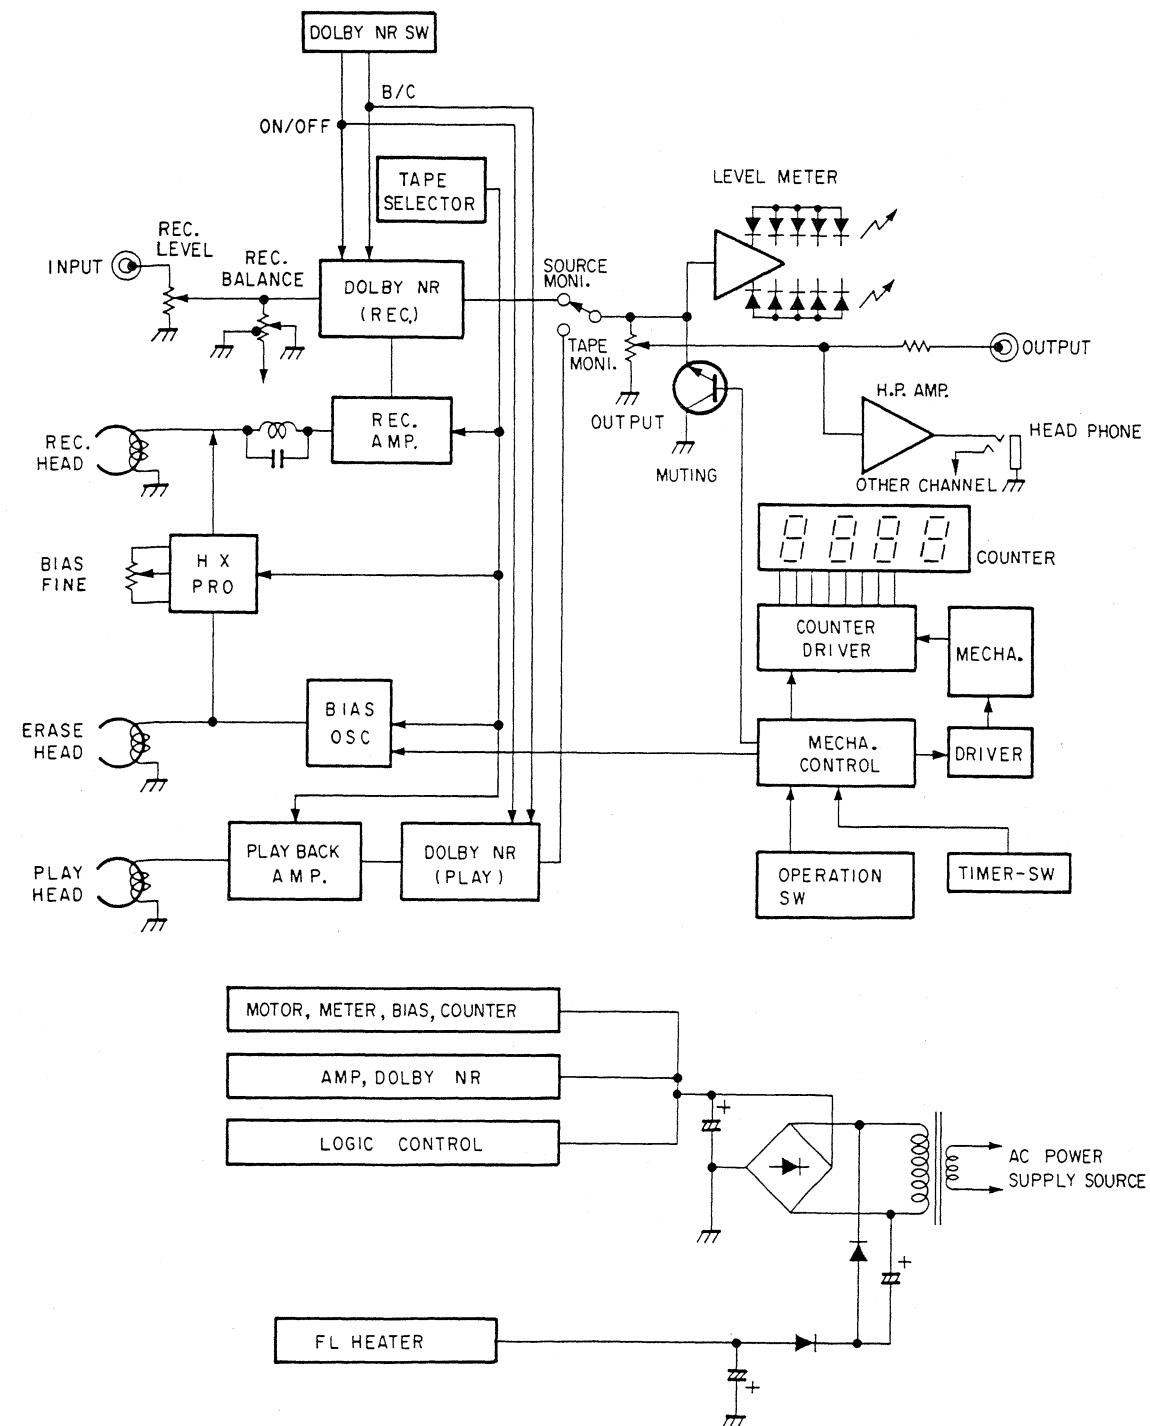 DOLBY NR SW
B/C
ON/OFF
TAPE
SELECTOR
LEVEL METER
REC.
LEVEL
INPUT
REC.
BALANCE
DOLBY NR
(REC.)
SOURCE
MONI.
TAPE
MONI.
OUTPUT
OUTPUT
MUTING
H.P. AMP.
HEAD PHONE
OTHER CHANNEL
REC.
HEAD
REC.
AMP.
BIAS
FINE
H X
PRO
COUNTER
COUNTER
DRIVER
MECHA.
ERASE
HEAD
BIAS
OSC
MECHA.
CONTROL
DRIVER
PLAY
HEAD
PLAY BACK
AMP.
DOLBY NR
(PLAY)
OPERATION
SW
TIMER-SW
MOTOR, METER, BIAS, COUNTER
AMP, DOLBY NR
LOGIC CONTROL
+
AC POWER
SUPPLY SOURCE
+
FL HEATER
+